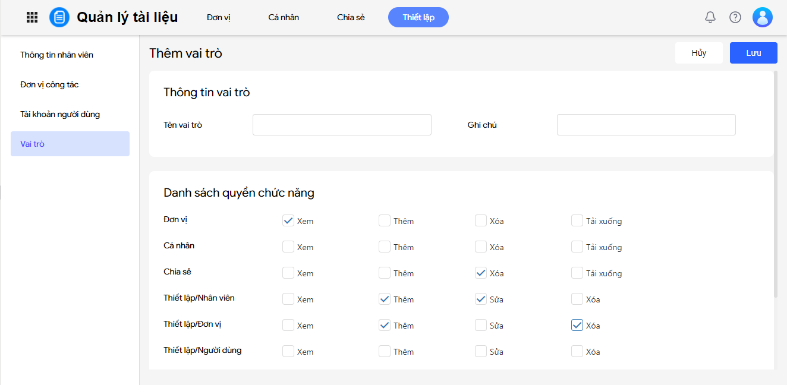 Quản lý tài liệu Đơn vị Cá nhân Chia sẻ Thiết lập
Thông tin nhân viên
Đơn vị công tác
Tài khoản người dùng
Vai trò
Thêm vai trò Hủy Lưu
Thông tin vai trò
Tên vai trò Ghi chú
Danh sách quyền chức năng
Đơn vị Xem Thêm Xóa Tải xuống
Cá nhân Xem Thêm Xóa Tải xuống
Chia sẻ Xem Thêm Xóa Tải xuống
Thiết lập/Nhân viên Xem Thêm Sửa Xóa
Thiết lập/Đơn vị Xem Thêm Sửa Xóa
Thiết lập/Người dùng Xem Thêm Sửa Xóa